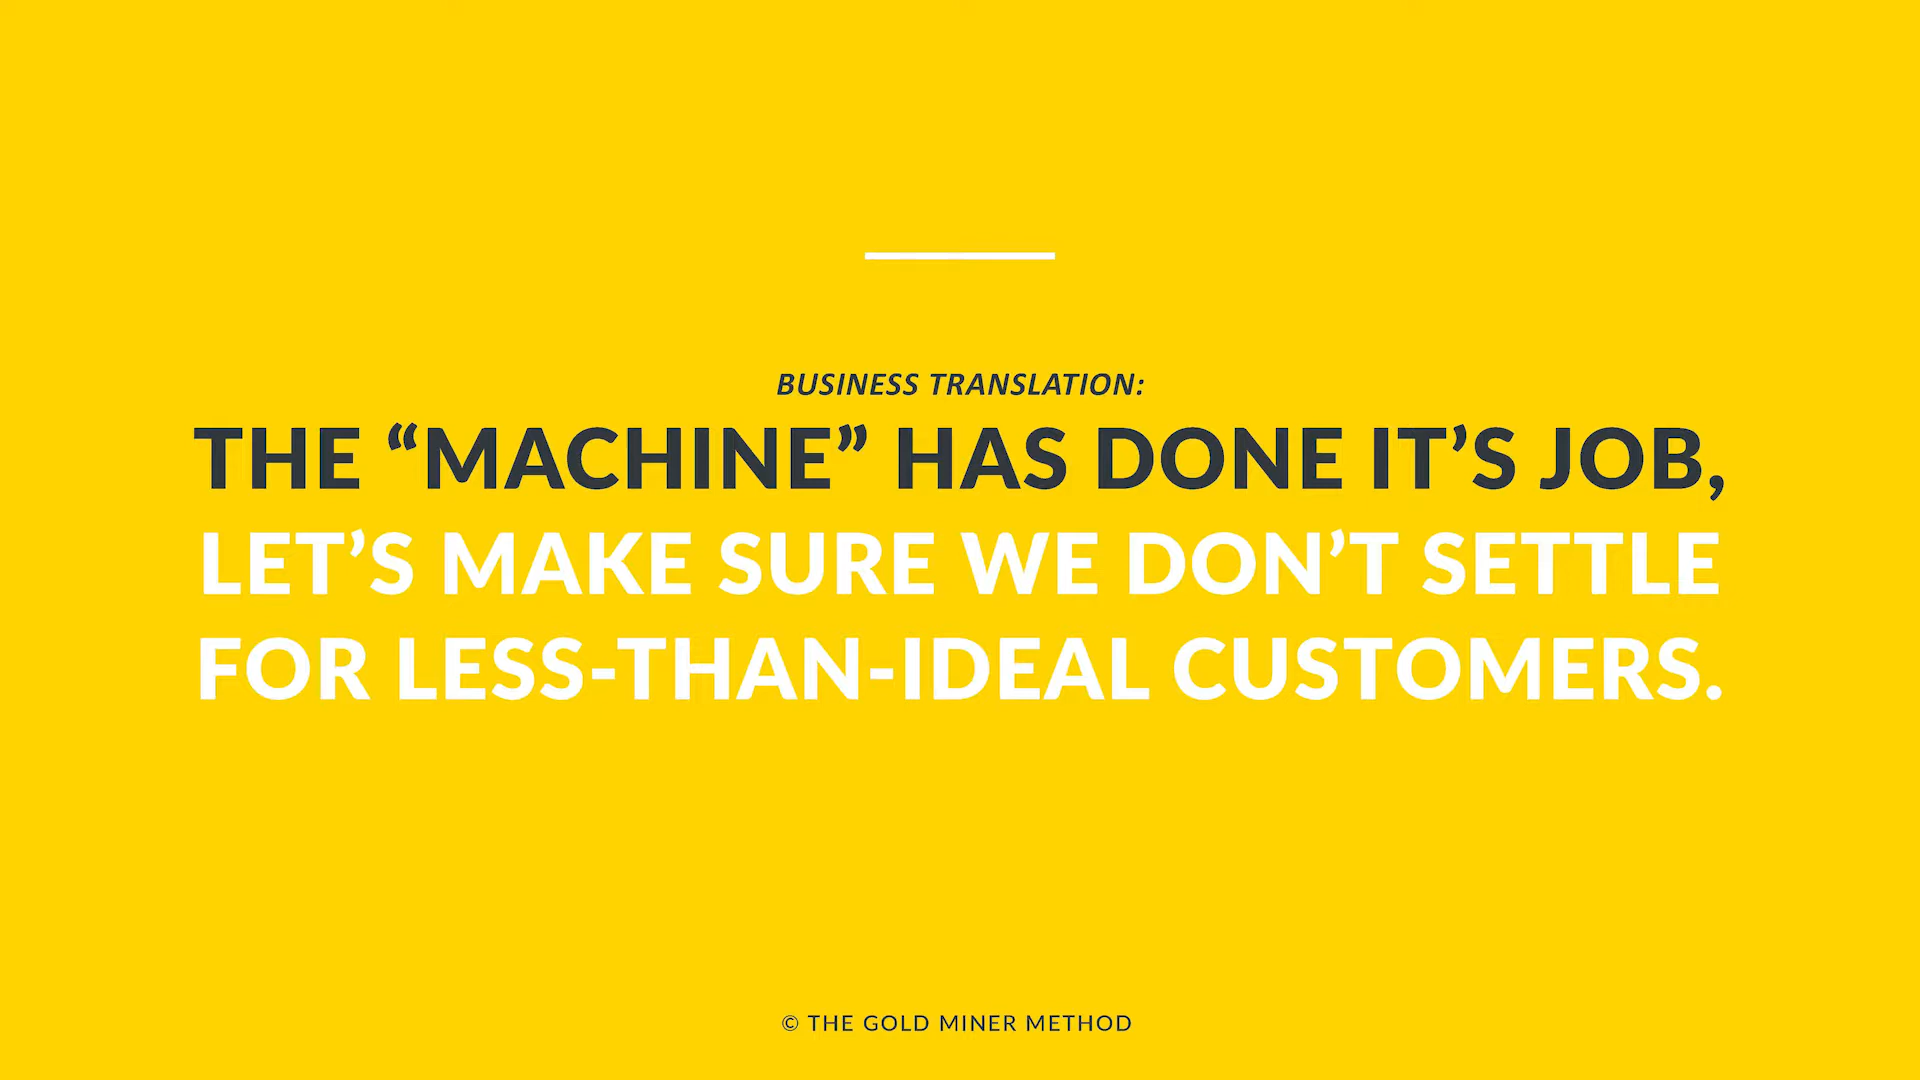 BUSINESS TRANSLATION:
THE “MACHINE” HAS DONE IT’S JOB,
LET’S MAKE SURE WE DON’T SETTLE
FOR LESS-THAN-IDEAL CUSTOMERS.
© THE GOLD MINER METHOD